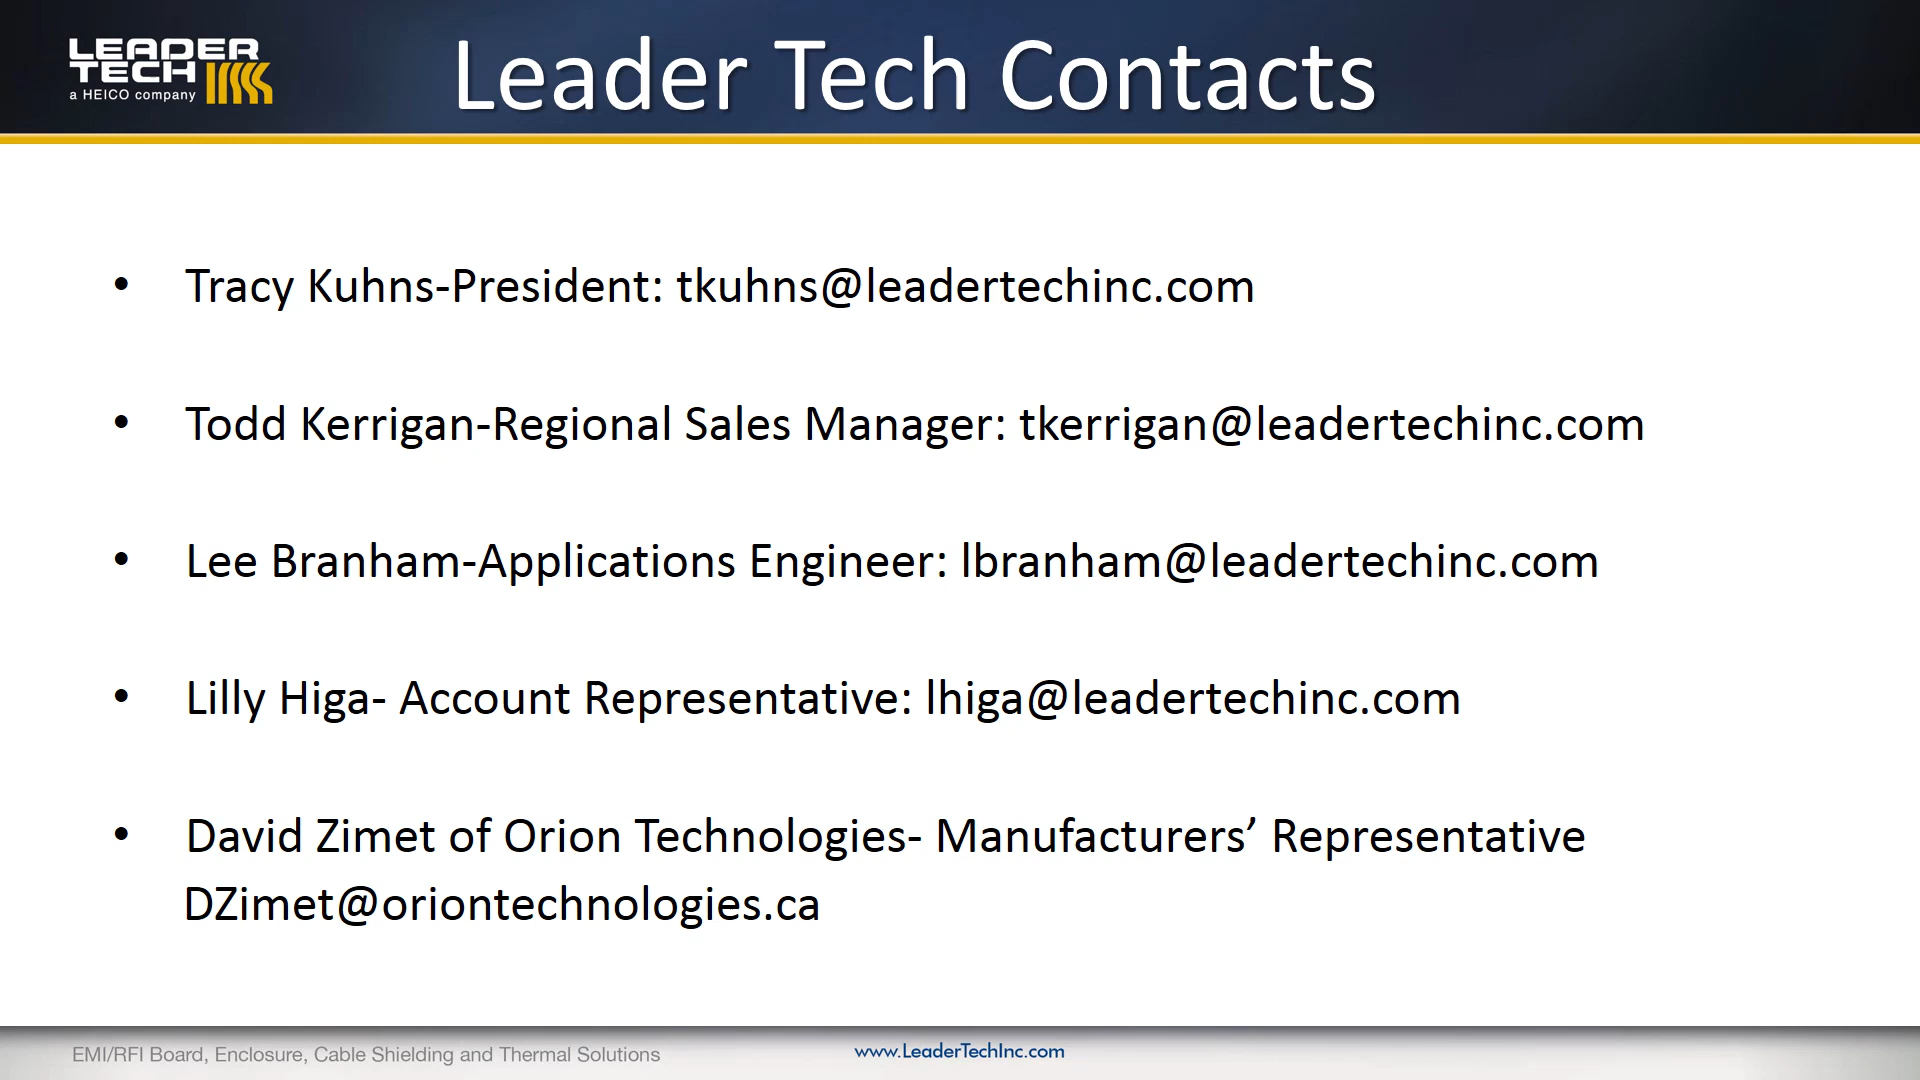 LEADER
TECH
a HEICO company
Leader Tech Contacts
• Tracy Kuhns-President: tkuhns@leadertechinc.com
• Todd Kerrigan-Regional Sales Manager: tkerrigan@leadertechinc.com
• Lee Branham-Applications Engineer: lbranham@leadertechinc.com
• Lilly Higa- Account Representative: lhiga@leadertechinc.com
• David Zimet of Orion Technologies- Manufacturers’ Representative
DZimet@oriontechnologies.ca
EMI/RFI Board, Enclosure, Cable Shielding and Thermal Solutions
www.LeaderTechInc.com